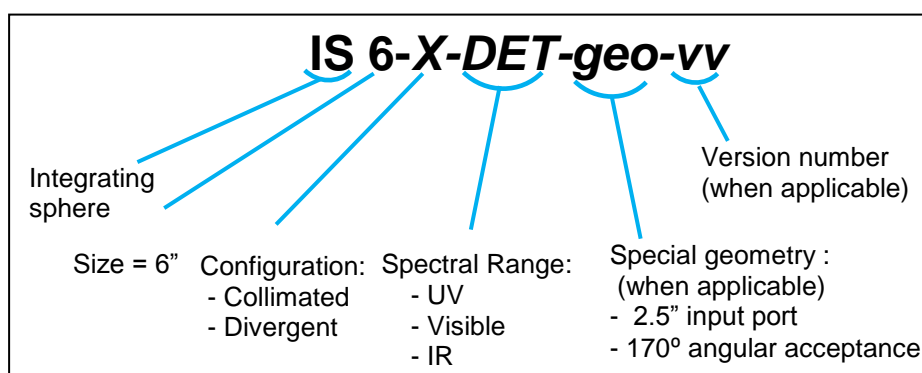 IS 6-X-DET-geo-vv
Integrating
sphere
Size = 6”
Configuration:
- Collimated
- Divergent
Spectral Range:
- UV
- Visible
- IR
Special geometry :
(when applicable)
- 2.5” input port
- 170º angular acceptance
Version number
(when applicable)